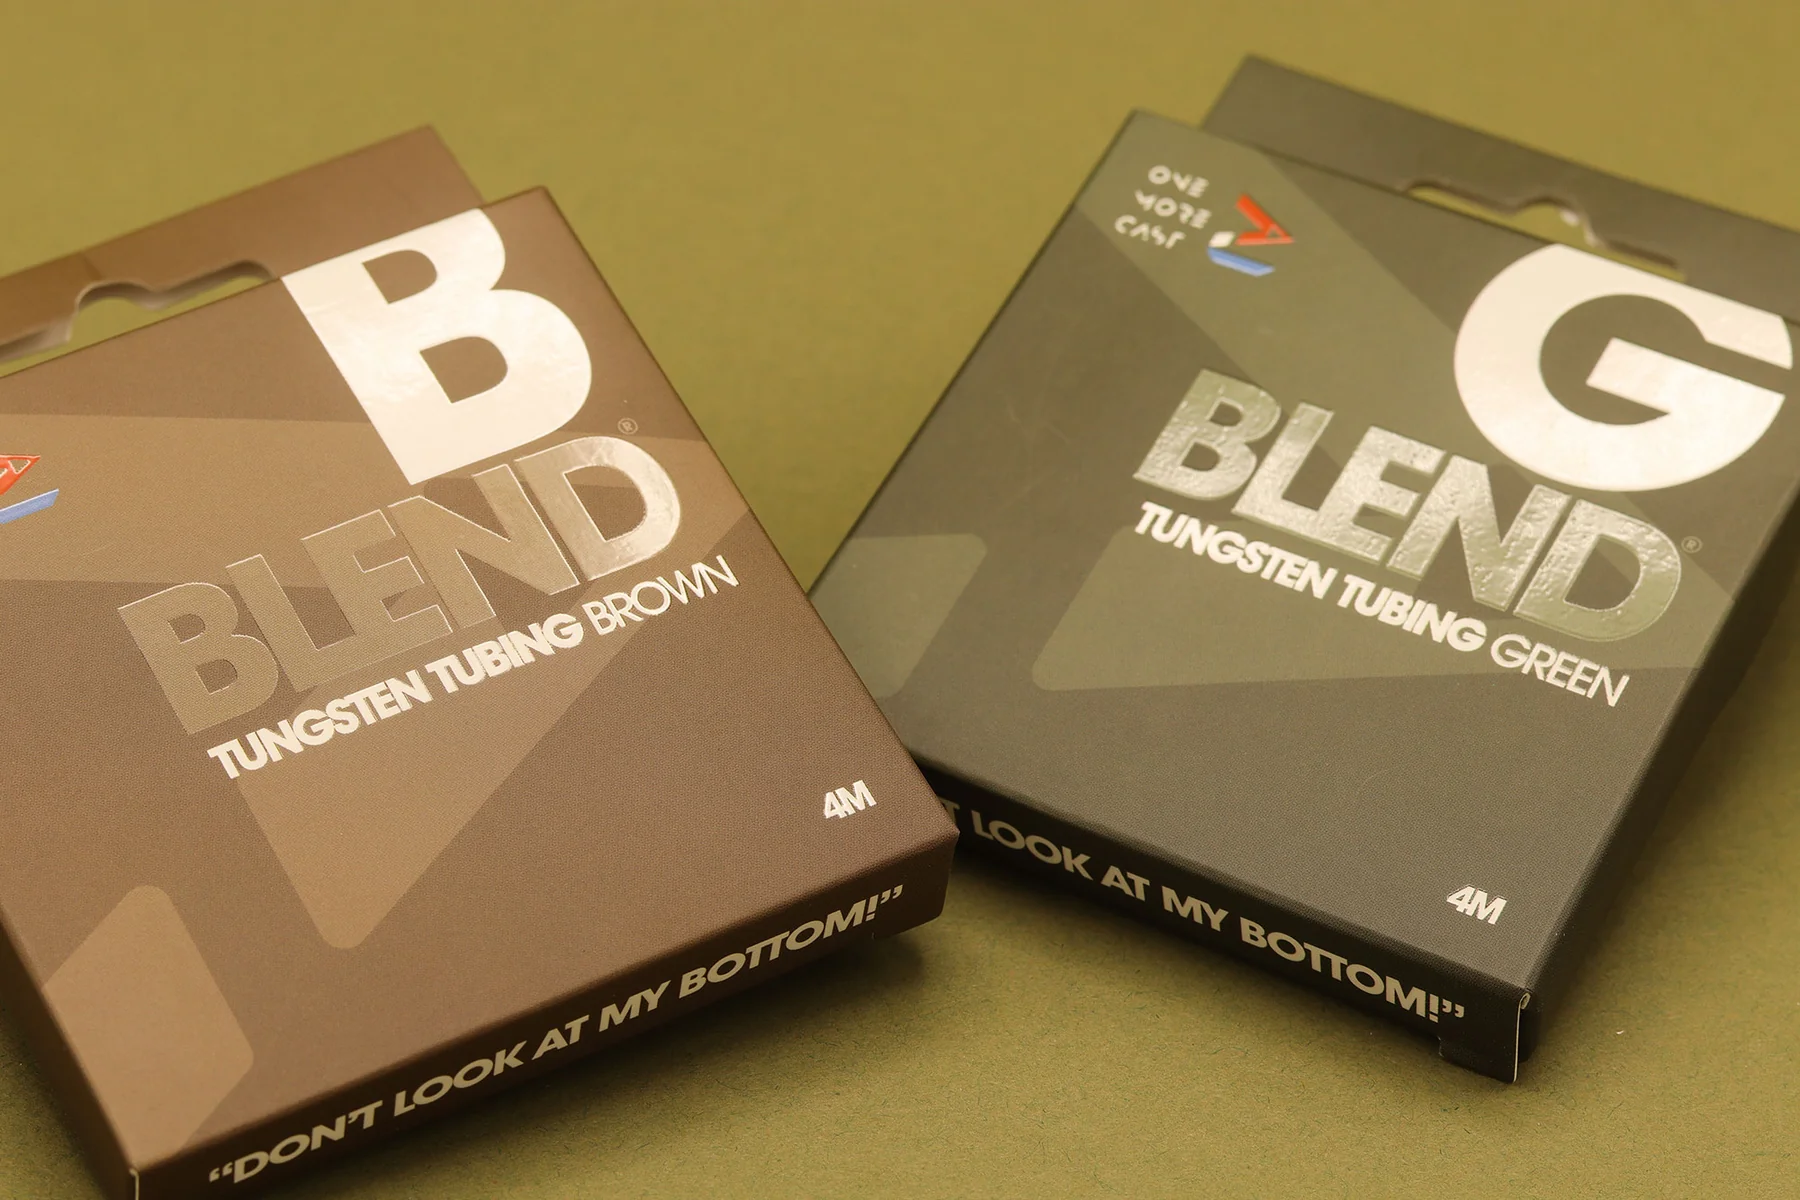 B
BLEND®
TUNGSTEN TUBING BROWN
4M
“DON'T LOOK AT MY BOTTOM!”
ONE
MORE
CAST
G
BLEND®
TUNGSTEN TUBING GREEN
4M
T LOOK AT MY BOTTOM!”